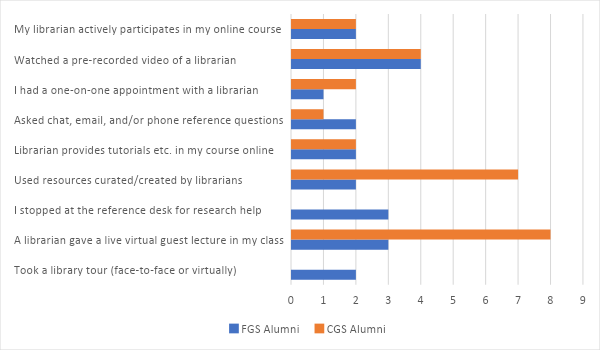 My librarian actively participates in my online course
Watched a pre-recorded video of a librarian
I had a one-on-one appointment with a librarian
Asked chat, email, and/or phone reference questions
Librarian provides tutorials etc. in my course online
Used resources curated/created by librarians
I stopped at the reference desk for research help
A librarian gave a live virtual guest lecture in my class
Took a library tour (face-to-face or virtually)
0 1 2 3 4 5 6 7 8 9
FGS Alumni CGS Alumni